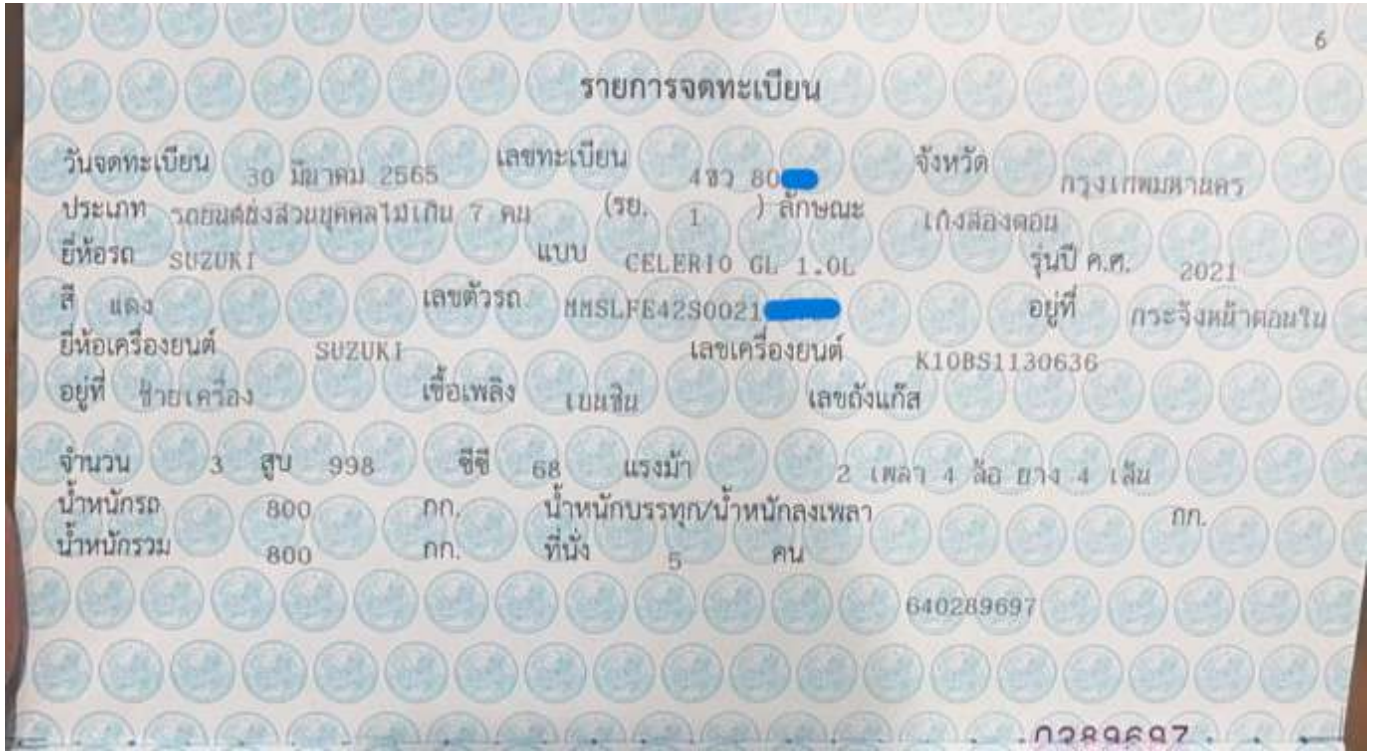 6
รายการจดทะเบียน
วันจดทะเบียน 30 มีนาคม 2565 เลขทะเบียน 4ขว 80 จังหวัด กรุงเทพมหานคร
ประเภท รถยนต์นั่งส่วนบุคคลไม่เกิน 7 คน (รย. 1 ) ลักษณะ เก๋งสองตอน
ยี่ห้อรถ SUZUKI แบบ CELERIO GL 1.0L รุ่นปี ค.ศ. 2021
สี แดง เลขตัวรถ MMSLFE42S0021 อยู่ที่ กระจังหน้าตอนใน
ยี่ห้อเครื่องยนต์ SUZUKI เลขเครื่องยนต์ K10BS1130636
อยู่ที่ ซ้ายเครื่อง เชื้อเพลิง เบนซิน เลขถังแก๊ส
จำนวน 3 สูบ 998 ซีซี 68 แรงม้า 2 เพลา 4 ล้อ ยาง 4 เส้น
น้ำหนักรถ 800 กก. น้ำหนักบรรทุก/น้ำหนักลงเพลา กก.
น้ำหนักรวม 800 กก. ที่นั่ง 5 คน
640289697
0289697